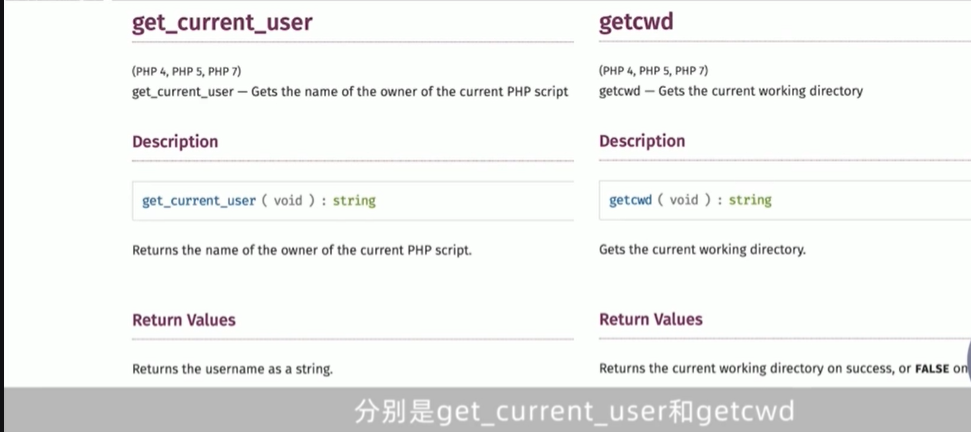 get_current_user
(PHP 4, PHP 5, PHP 7)
get_current_user — Gets the name of the owner of the current PHP script
Description
get_current_user ( void ) : string
Returns the name of the owner of the current PHP script.
Return Values
Returns the username as a string.
getcwd
(PHP 4, PHP 5, PHP 7)
getcwd — Gets the current working directory
Description
getcwd ( void ) : string
Gets the current working directory.
Return Values
Returns the current working directory on success, or FALSE on
分别是get_current_user和getcwd